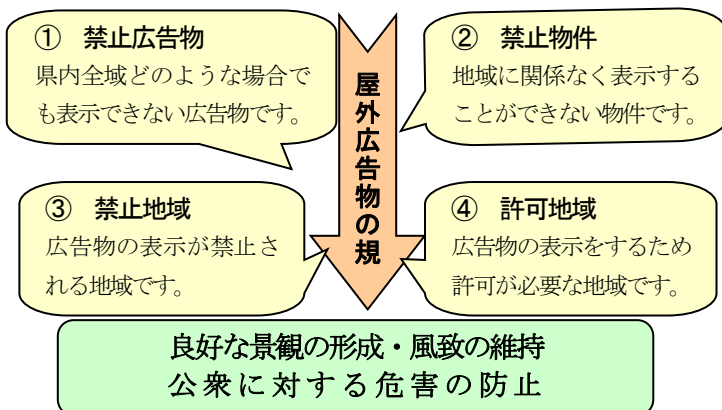 ① 禁止広告物
県内全域どのような場合で
も表示できない広告物です。
② 禁止物件
地域に関係なく表示する
ことができない物件です。
屋外広告物の規
③ 禁止地域
広告物の表示が禁止さ
れる地域です。
④ 許可地域
広告物の表示をするため
許可が必要な地域です。
良好な景観の形成・風致の維持
公衆に対する危害の防止